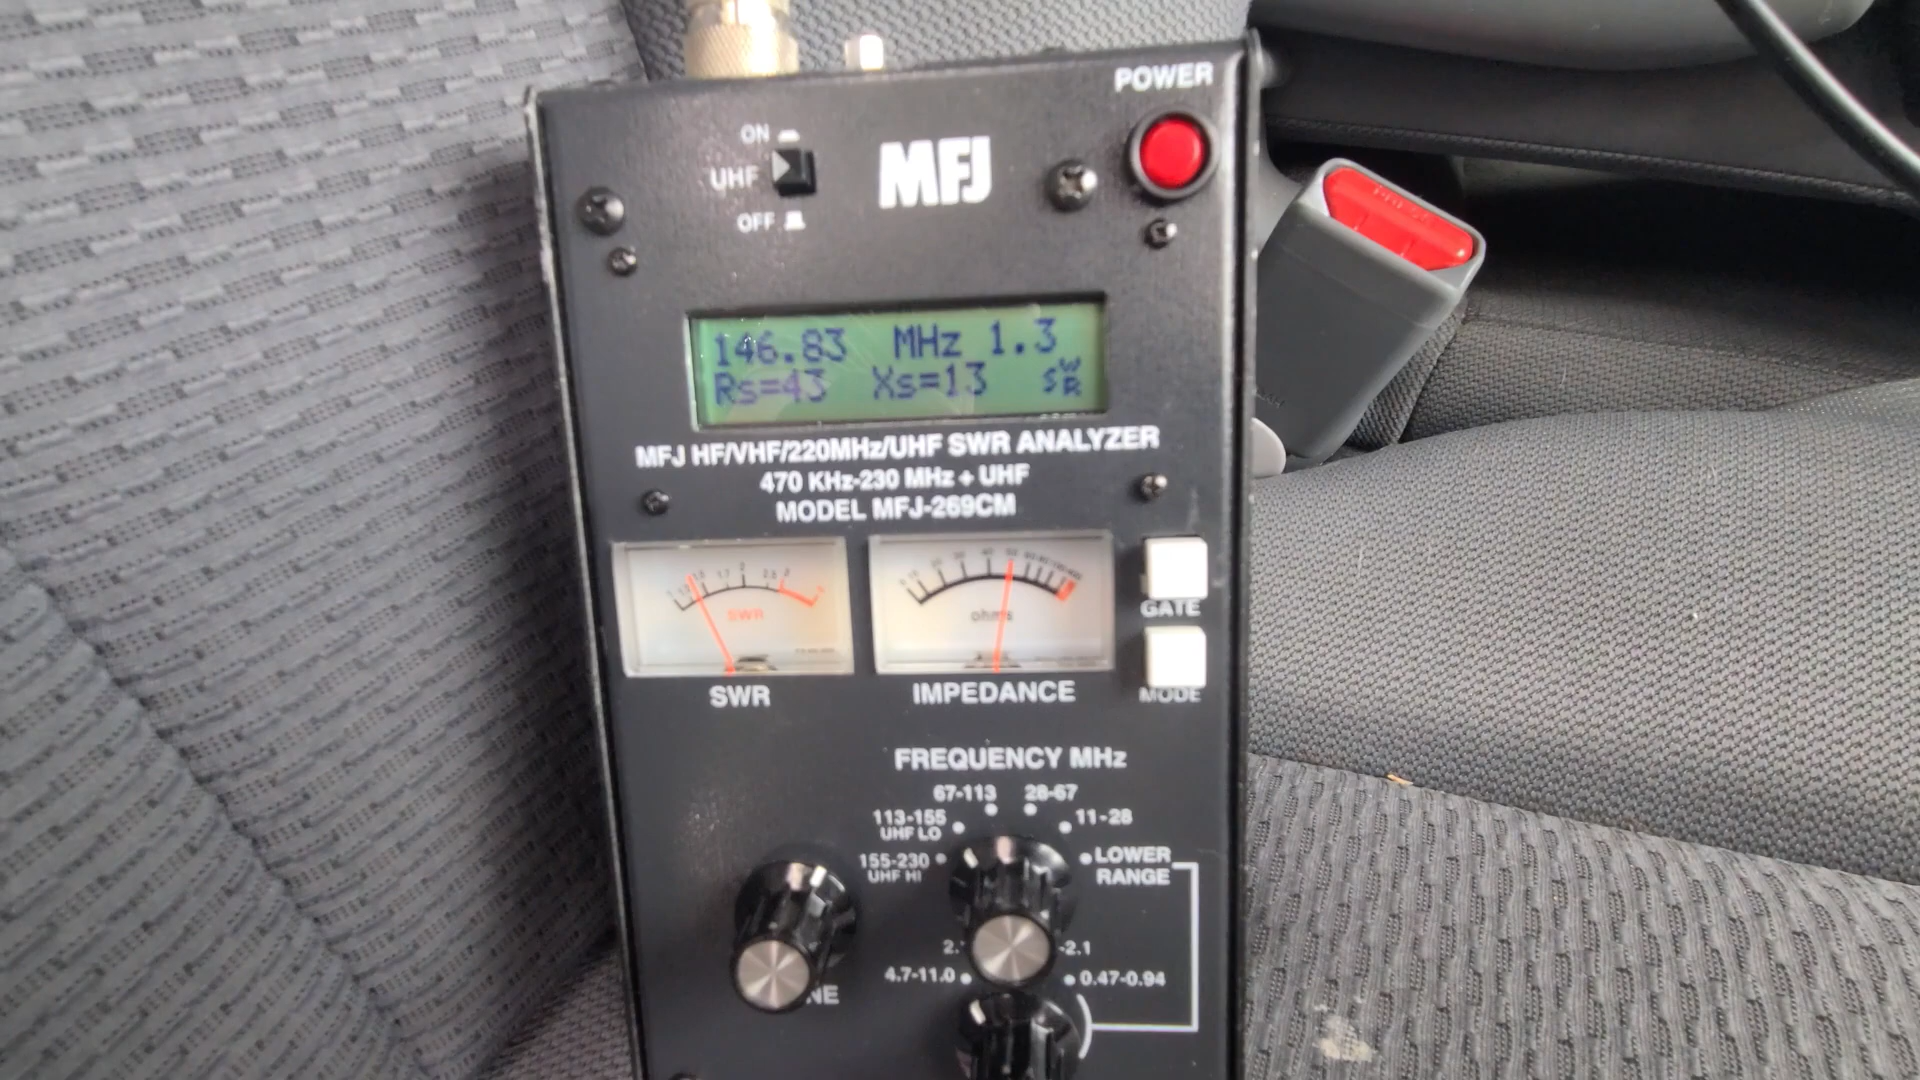 POWER
ON
UHF
OFF
MFJ
146.83 MHz 1.3
Rs=43 Xs=13 SWR
MFJ HF/VHF/220MHz/UHF SWR ANALYZER
470 KHz-230 MHz + UHF
MODEL MFJ-269CM
SWR
ohms
GATE
SWR
IMPEDANCE
MODE
FREQUENCY MHz
67-113 28-67
113-155
UHF LO
11-28
155-230
UHF HI
LOWER
RANGE
-2.1
4.7-11.0
0.47-0.94